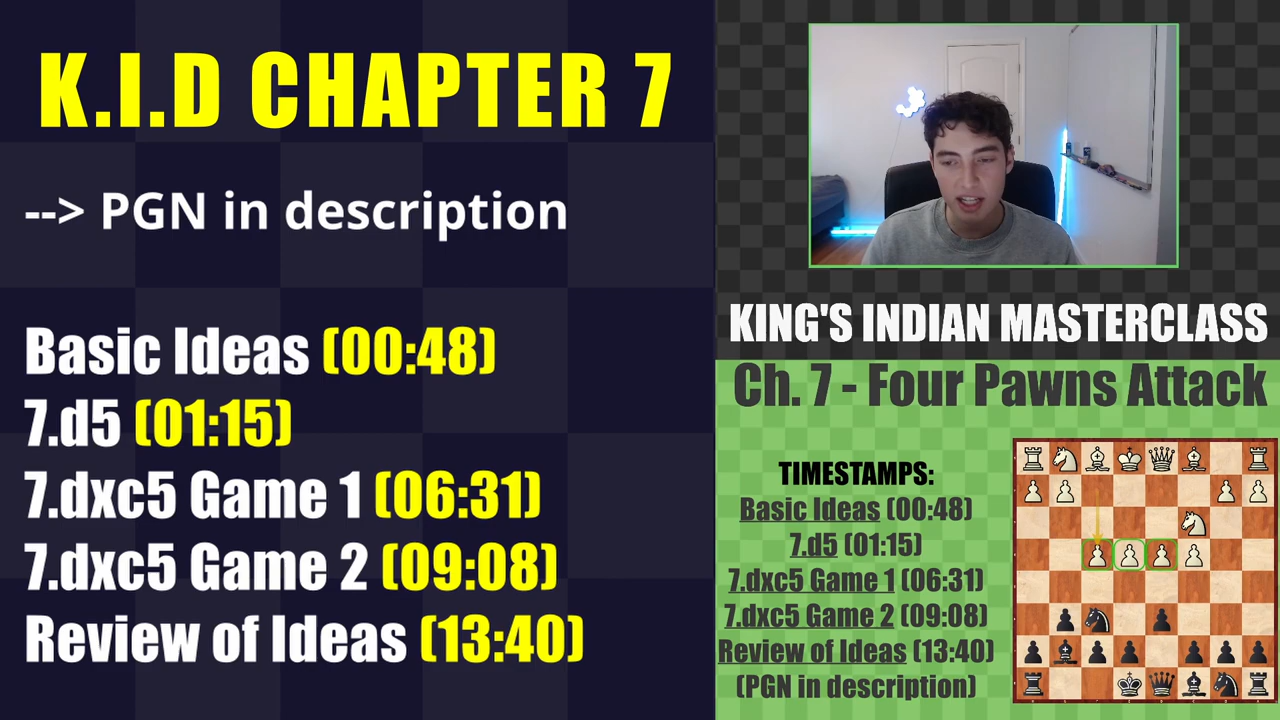 K.I.D CHAPTER 7
--> PGN in description
Basic Ideas (00:48)
7.d5 (01:15)
7.dxc5 Game 1 (06:31)
7.dxc5 Game 2 (09:08)
Review of Ideas (13:40)
KING'S INDIAN MASTERCLASS
Ch. 7 - Four Pawns Attack
TIMESTAMPS:
Basic Ideas (00:48)
7.d5 (01:15)
7.dxc5 Game 1 (06:31)
7.dxc5 Game 2 (09:08)
Review of Ideas (13:40)
(PGN in description)